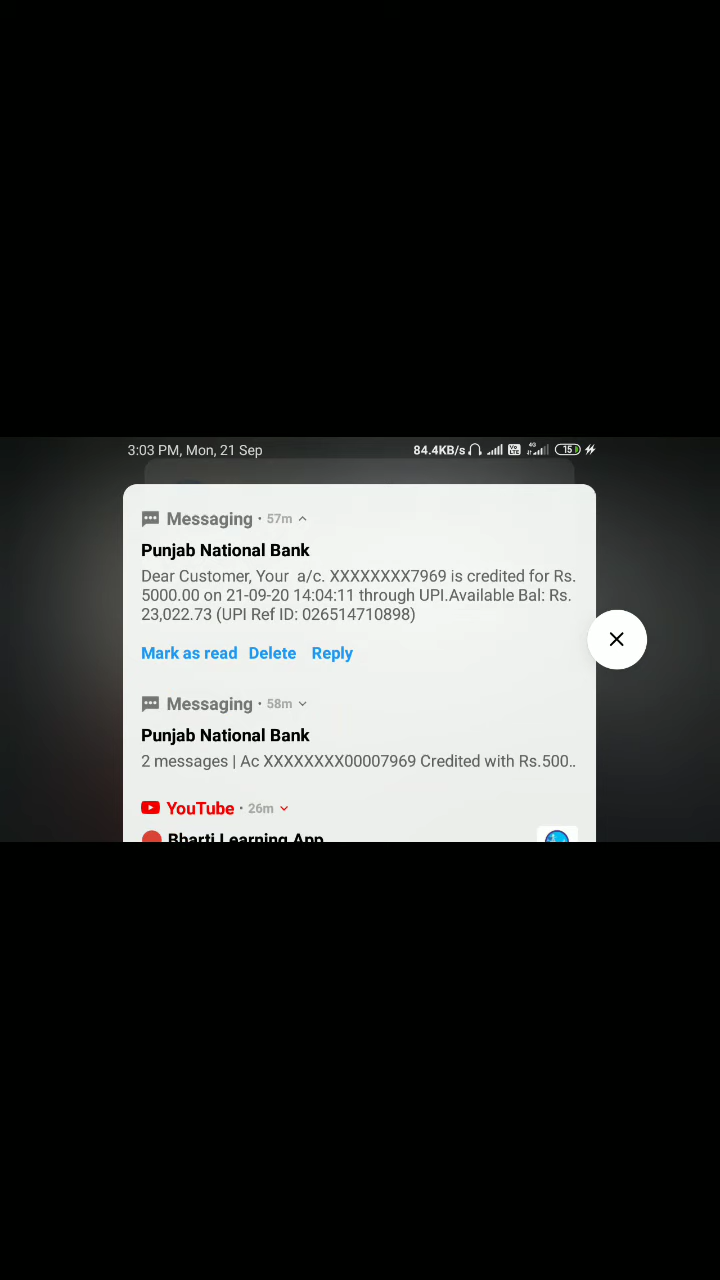 3:03 PM, Mon, 21 Sep 84.4KB/s 4G 15
Messaging · 57m
Punjab National Bank
Dear Customer, Your a/c. XXXXXXXX7969 is credited for Rs.
5000.00 on 21-09-20 14:04:11 through UPI.Available Bal: Rs.
23,022.73 (UPI Ref ID: 026514710898)
Mark as read Delete Reply
Messaging · 58m
Punjab National Bank
2 messages | Ac XXXXXXXX00007969 Credited with Rs.500..
YouTube · 26m
Bharti Learning App